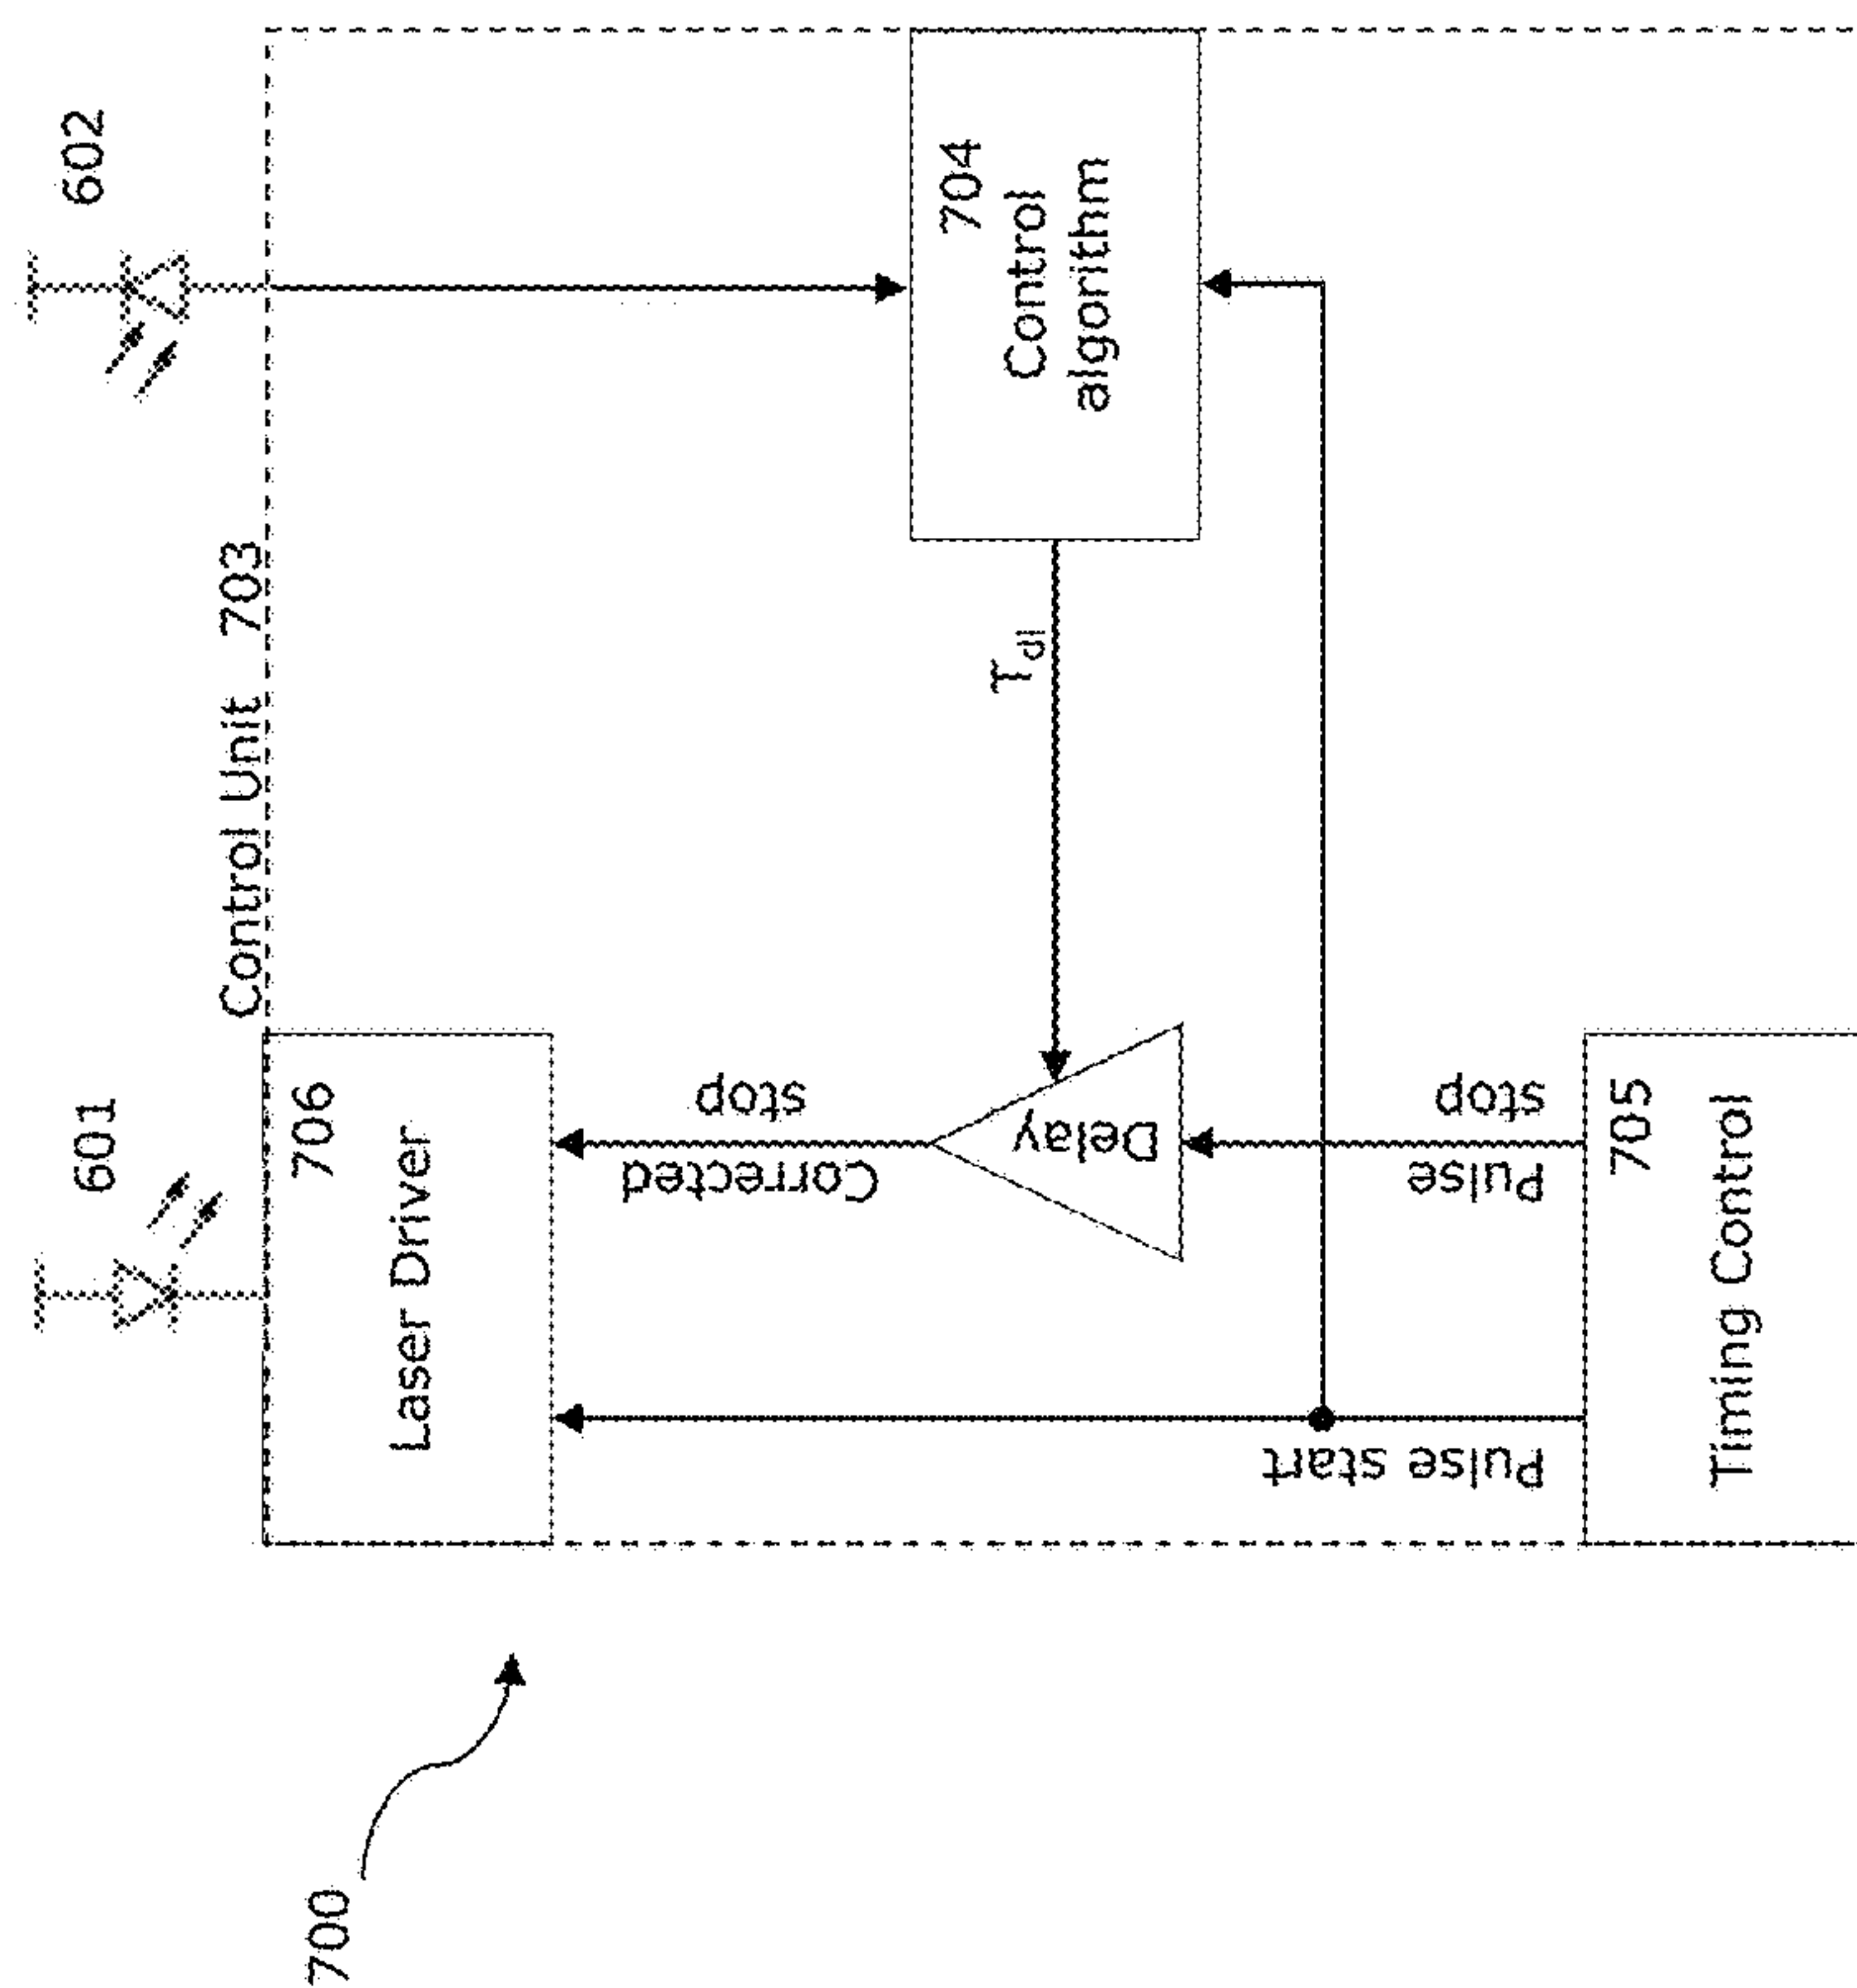 700
601
602
Control Unit 703
706
Laser Driver
704
Control
algorithm
T dl
Corrected
stop
Delay
Pulse start
Pulse
stop
705
Timing Control